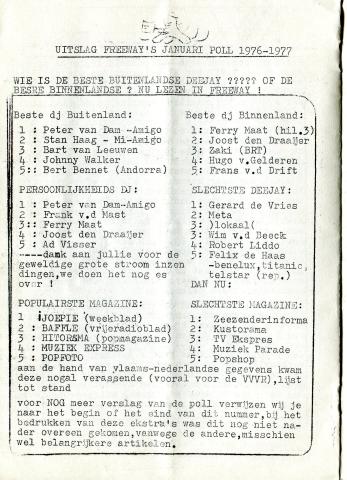 UITSLAG FREEWAY'S JANUARI POLL 1976-1977
WIE IS DE BESTE BUITENLANDSE DEEJAY ????? OF DE
BESRE BINNENLANDSE ? NU LEZEN IN FREEWAY !
Beste dj Buitenland:
1 : Peter van Dam-Amigo
2 : Stan Haag - Mi-Amigo
3 : Bart van Leeuwen
4 : Johnny Walker
5:: Bert Bennet (Andorra)
Beste dj Binnenland:
1: Ferry Maat (hil.3)
2: Joost den Draaijer
3: Zaki (BRT)
4: Hugo v.Gelderen
5: Frans v.d Drift
PERSOONLIJKHEIDS DJ:
1 : Peter van Dam-Amigo
2 : Frank v.d Mast
3 :: Ferry Maat
4 : Joost den Draaijer
5 : Ad Visser
----dank aan jullie voor de
geweldige grote stroom inzen
dingen,we doen het nog es
over !
SLECHTSTE DEEJAY:
1: Gerard de Vries
2: Meta
3: )lokaal(
3: Wim v.d Beeck
4: Robert Liddo
5: Felix de Haas
-benelux,titanic,
telstar (rep.)
DAN NU:
POPULAIRSTE MAGAZINE:
1 JOEPIE (weekblad)
2 : BAFFLE (vrijeradioblad)
3 : HITORSMA (popmagazine)
4 : MUZIEK EXPRESS
5 : POPFOTO
SLECHTSTE MAGAZINE:
1 : Zeezenderinforma
2 : Kustorama
3 : TV Ekspres
4 : Muziek Parade
5 : Popshop
aan de hand van vlaams-nederlandse gegevens kwam
deze nogal verassende (vooral voor de VVVR),lijst
tot stand
voor NOG meer verslag van de poll verwijzen wij je
naar het begin of het eind van dit nummer,bij het
bedrukken van deze ekstra's was dit nog niet na-
der overeen gekomen,vanwege de andere,misschien
wel belangrijkere artikelen.